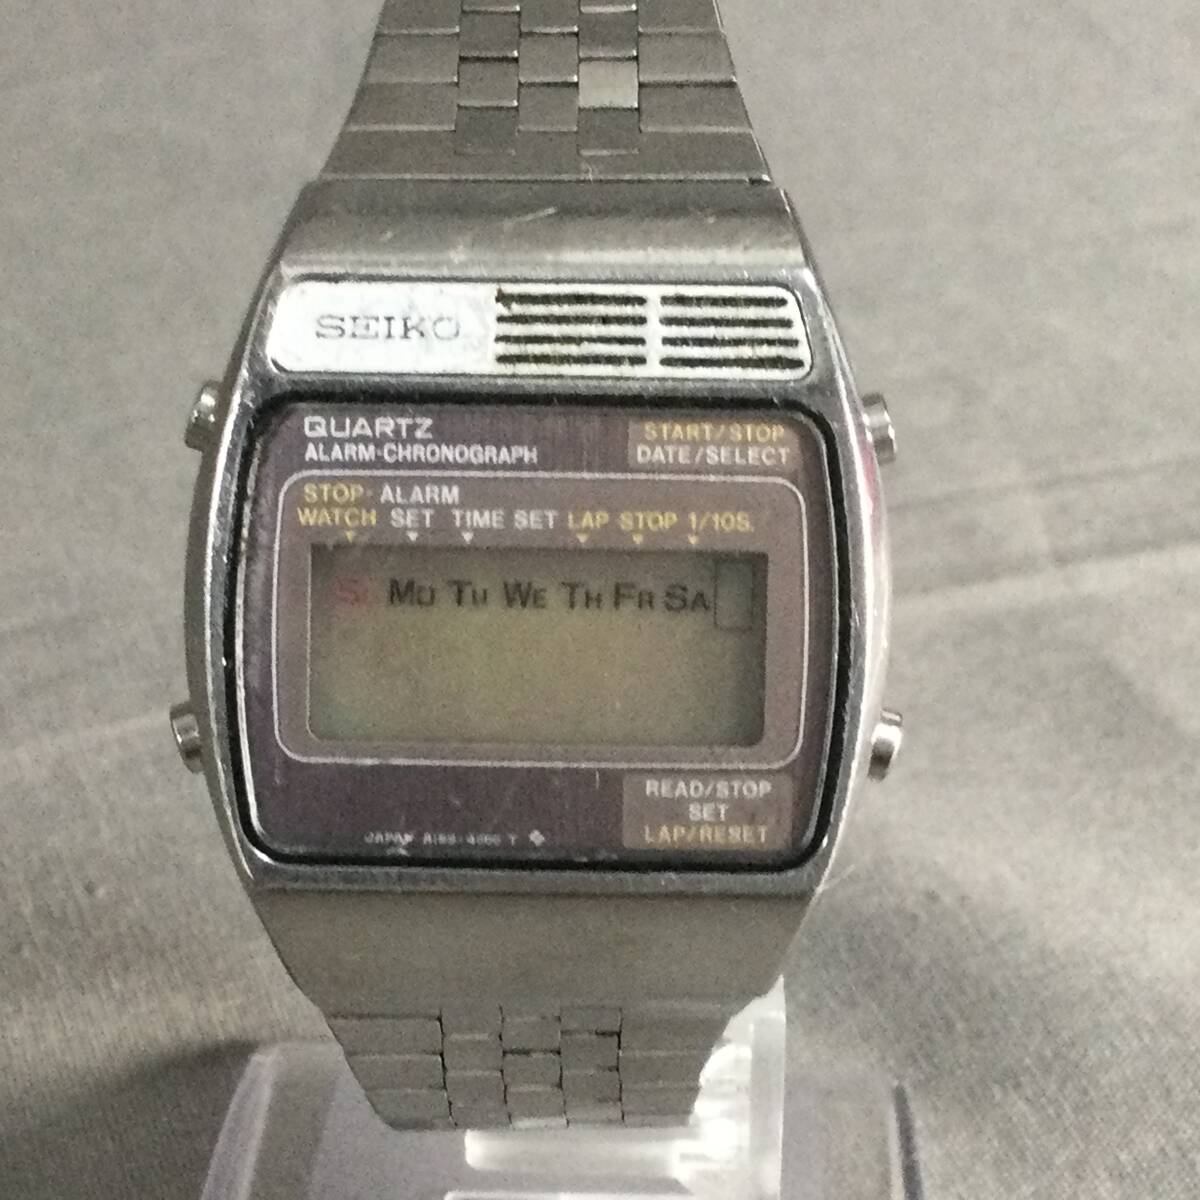 SEIKO
QUARTZ
ALARM-CHRONOGRAPH
START/STOP
DATE/SELECT
STOP- ALARM
WATCH SET TIME SET LAP STOP 1/10S.
MO TU WE TH FR SA
READ/STOP
SET
LAP/RESET
JAPAN